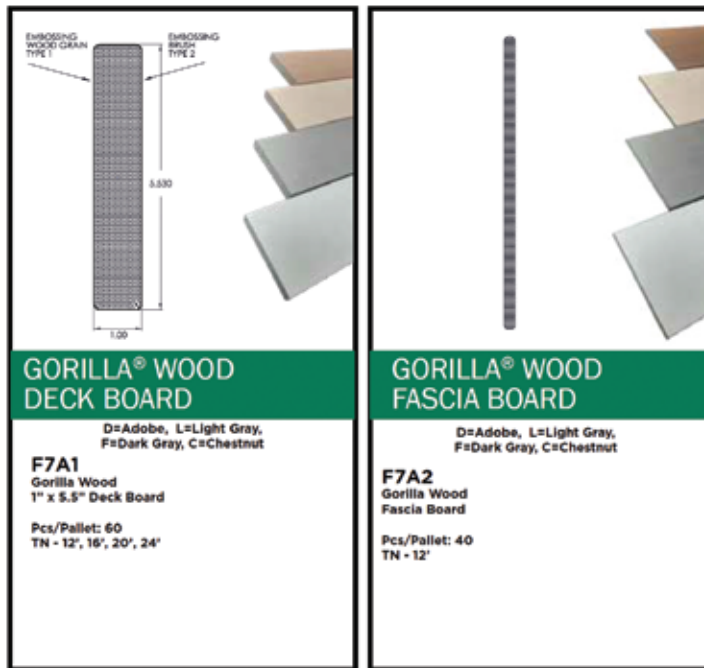 EMBOSSING
WOOD GRAIN
TYPE 1
EMBOSSING
BRUSH
TYPE 2
5.530
1.00
GORILLA® WOOD
DECK BOARD
D=Adobe, L=Light Gray,
F=Dark Gray, C=Chestnut
F7A1
Gorilla Wood
1" x 5.5" Deck Board
Pcs/Pallet: 60
TN - 12', 16', 20', 24'
GORILLA® WOOD
FASCIA BOARD
D=Adobe, L=Light Gray,
F=Dark Gray, C=Chestnut
F7A2
Gorilla Wood
Fascia Board
Pcs/Pallet: 40
TN - 12'